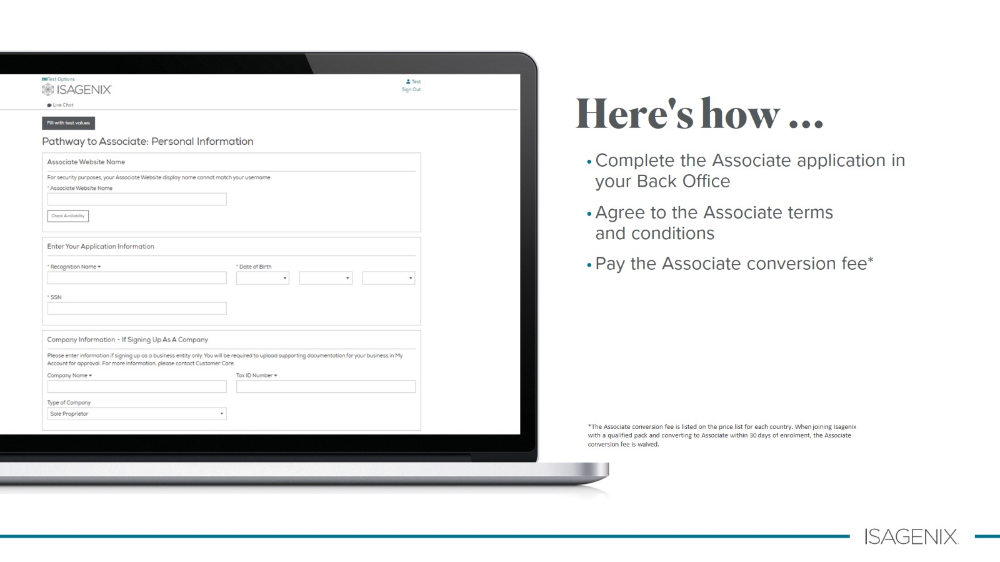 Test Options
ISAGENIX
Test
Sign Out
Live Chat
Fill with test values
Pathway to Associate: Personal Information
Associate Website Name
For security purposes, your Associate Website display name cannot match your username.
* Associate Website Name
Check Availability
Enter Your Application Information
* Recognition Name
* Date of Birth
* SSN
Company Information - If Signing Up As A Company
Please enter information if signing up as a business entity only. You will be required to upload supporting documentation for your business in My
Account for approval. For more information, please contact Customer Care.
Company Name
Tax ID Number
Type of Company
Sole Proprietor
Here's how ...
• Complete the Associate application in
your Back Office
• Agree to the Associate terms
and conditions
• Pay the Associate conversion fee*
*The Associate conversion fee is listed on the price list for each country. When joining Isagenix
with a qualified pack and converting to Associate within 30 days of enrolment, the Associate
conversion fee is waived.
ISAGENIX.